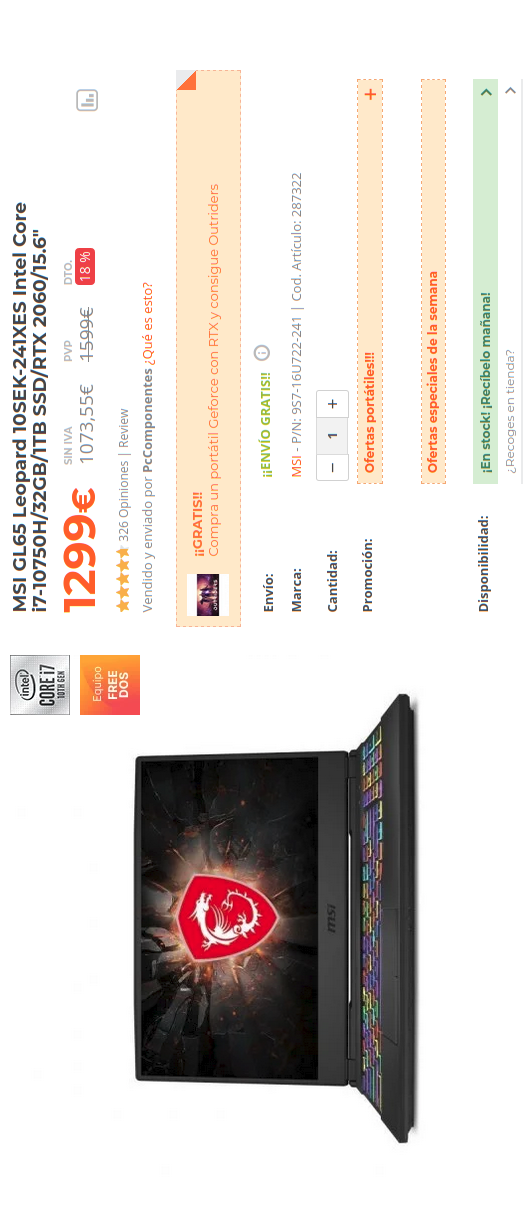 intel
CORE i7
10TH GEN
Equipo
FREE
DOS
msi
MSI GL65 Leopard 10SEK-241XES Intel Core
i7-10750H/32GB/1TB SSD/RTX 2060/15.6"
1299€
SIN IVA
1073,55€
PVP
1599€
DTO.
18 %
326 Opiniones | Review
Vendido y enviado por PcComponentes ¿Qué es esto?
OUTRIDERS
¡¡GRATIS!!
Compra un portátil Geforce con RTX y consigue Outriders
Envío: ¡¡ENVÍO GRATIS!!
Marca: MSI - P/N: 9S7-16U722-241 | Cod. Artículo: 287322
Cantidad: − 1 +
Promoción: Ofertas portátiles!!! +
Ofertas especiales de la semana
Disponibilidad: ¡En stock! ¡Recíbelo mañana!
¿Recoges en tienda?